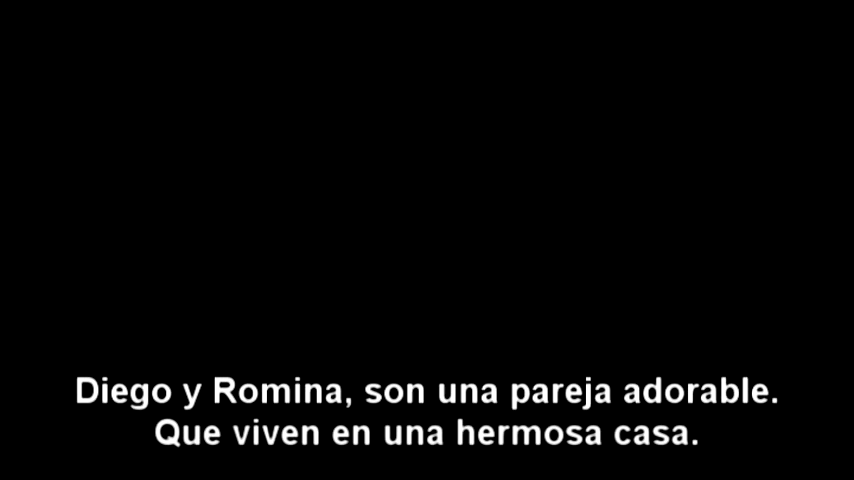 Diego y Romina, son una pareja adorable.
Que viven en una hermosa casa.